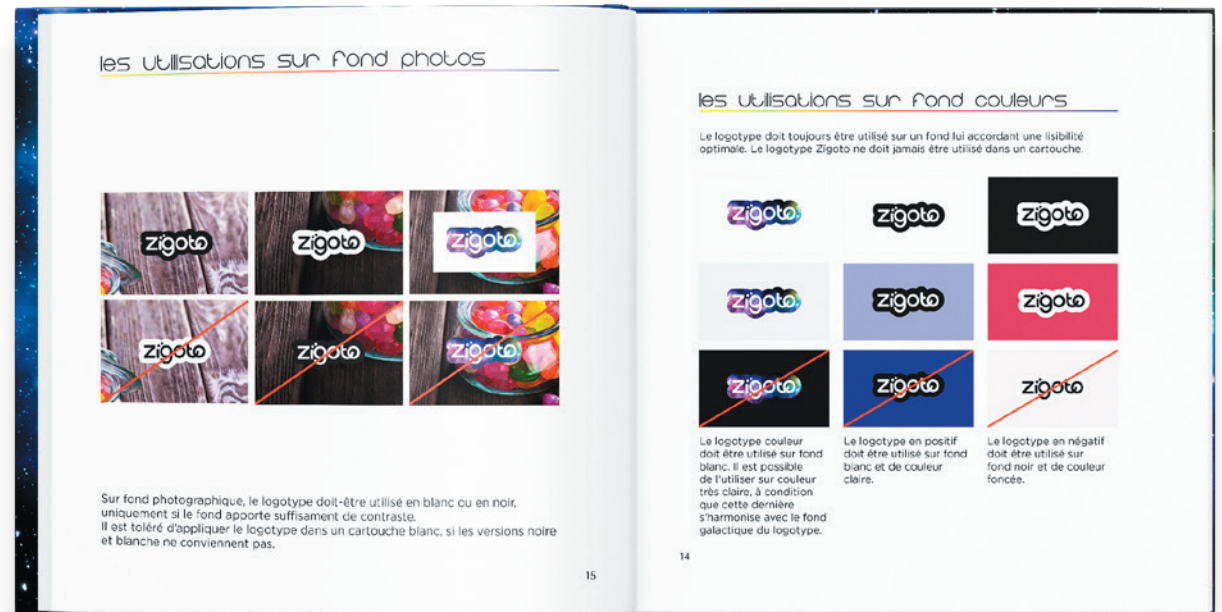 les utilisations sur fond photos
zigoto
zigoto
zigoto
zigoto
zigoto
zigoto
Sur fond photographique, le logotype doit-être utilisé en blanc ou en noir,
uniquement si le fond apporte suffisament de contraste.
Il est toléré d'appliquer le logotype dans un cartouche blanc, si les versions noire
et blanche ne conviennent pas.
15
les utilisations sur fond couleurs
Le logotype doit toujours être utilisé sur un fond lui accordant une lisibilité
optimale. Le logotype Zigoto ne doit jamais être utilisé dans un cartouche.
zigoto
zigoto
zigoto
zigoto
zigoto
zigoto
zigoto
zigoto
zigoto
Le logotype couleur
doit être utilisé sur fond
blanc. Il est possible
de l'utiliser sur couleur
très claire, à condition
que cette dernière
s'harmonise avec le fond
galactique du logotype.
Le logotype en positif
doit être utilisé sur fond
blanc et de couleur
claire.
Le logotype en négatif
doit être utilisé sur
fond noir et de couleur
foncée.
14